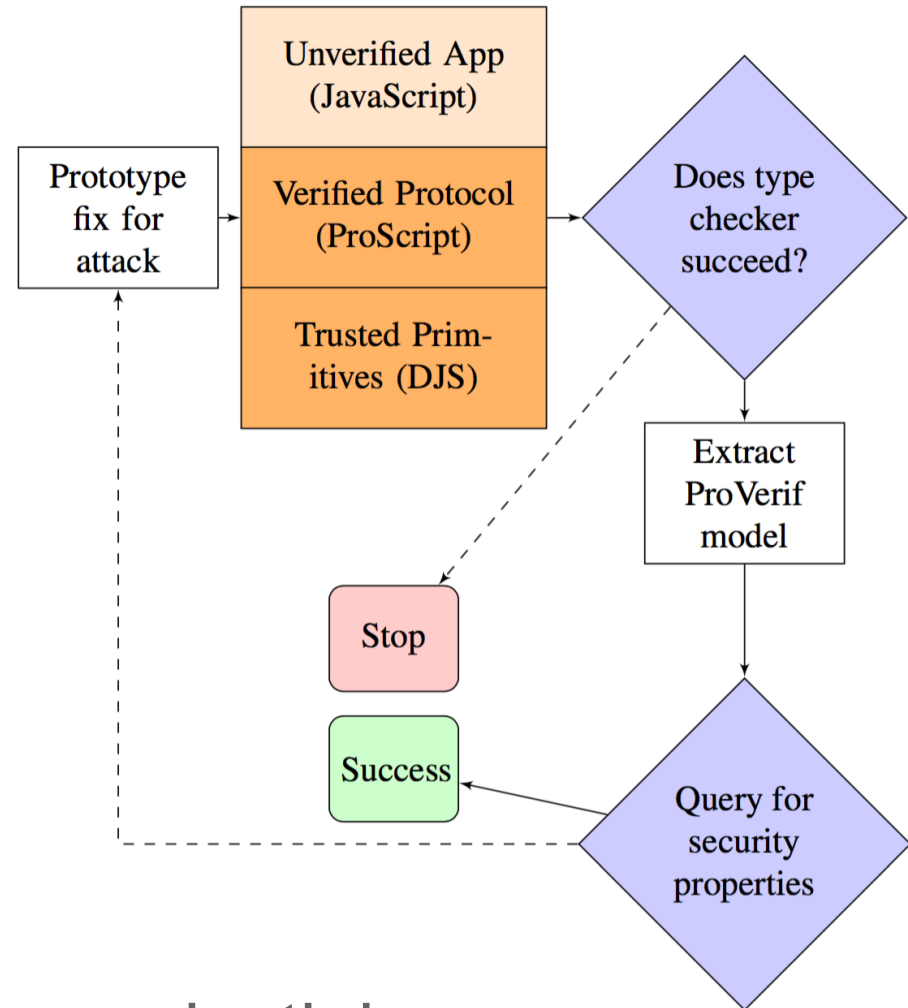 Unverified App
(JavaScript)
Prototype
fix for
attack
Verified Protocol
(ProScript)
Does type
checker
succeed?
Trusted Prim-
itives (DJS)
Extract
ProVerif
model
Stop
Success
Query for
security
properties